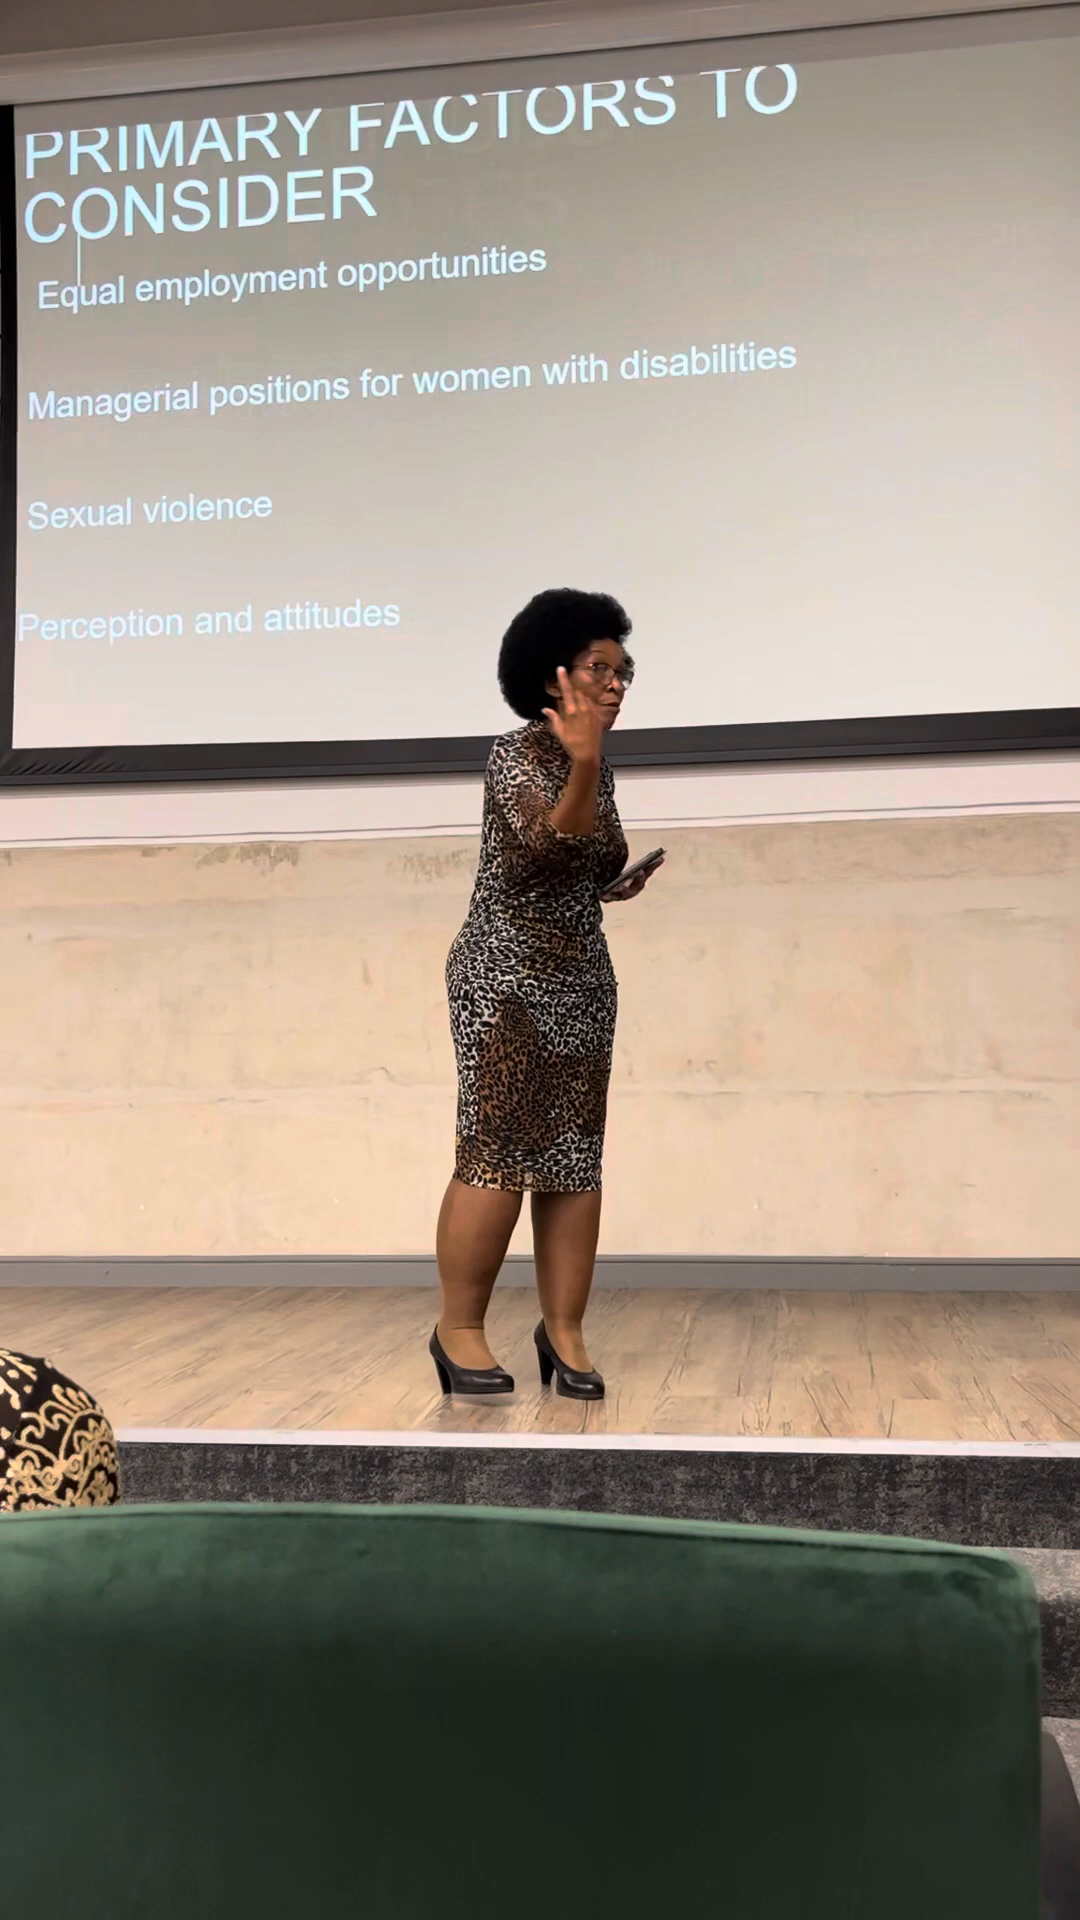 PRIMARY FACTORS TO
CONSIDER
Equal employment opportunities
Managerial positions for women with disabilities
Sexual violence
Perception and attitudes